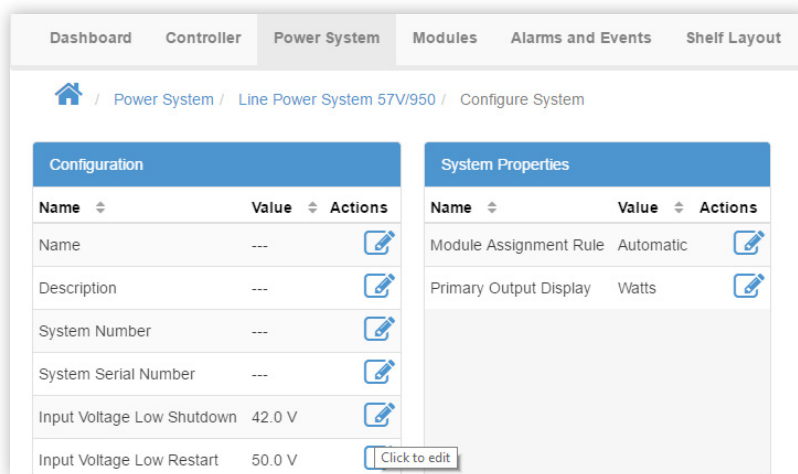 Dashboard Controller Power System Modules Alarms and Events Shelf Layout
/ Power System / Line Power System 57V/950 / Configure System
Configuration
Name Value Actions
Name ---
Description ---
System Number ---
System Serial Number ---
Input Voltage Low Shutdown 42.0 V
Input Voltage Low Restart 50.0 V
Click to edit
System Properties
Name Value Actions
Module Assignment Rule Automatic
Primary Output Display Watts